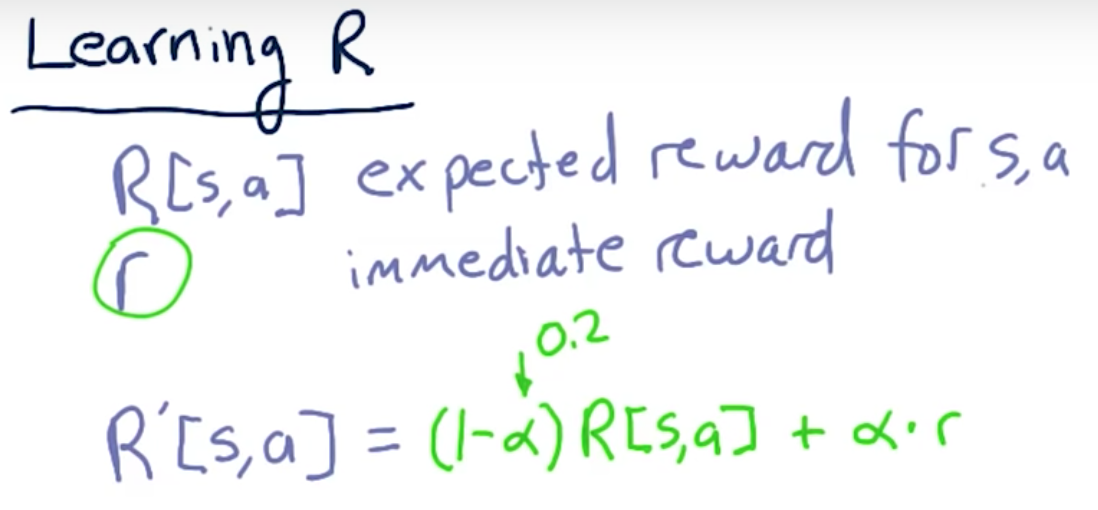 Learning R
R[s,a] expected reward for s,a
r immediate reward
0.2
R'[s,a] = (1-α) R[s,a] + α·r